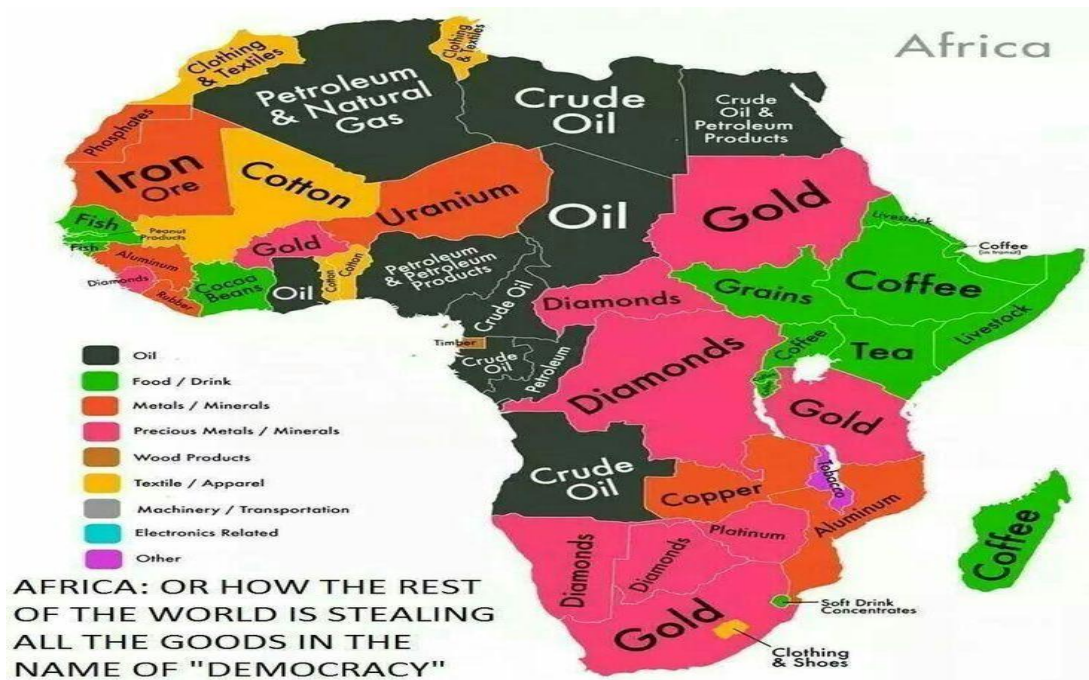 Africa
Clothing
& Textiles
Clothing
& Textiles
Petroleum
& Natural
Gas
Crude
Oil
Crude
Oil &
Petroleum
Products
Phosphates
Iron
Ore
Cotton
Uranium
Oil
Gold
Livestock
Coffee
[in transit]
Fish
Peanut
Products
Fish
Aluminum
Diamonds
Rubber
Cocoa
Beans
Gold
Oil
Cotton
Cotton
Petroleum
& Petroleum
Products
Crude Oil
Diamonds
Grains
Coffee
Livestock
Timber
Crude
Oil
Petroleum
Diamonds
Coffee
Tea
Gold
Crude
Oil
Copper
Tobacco
Aluminum
Platinum
Diamonds
Diamonds
Gold
Soft Drink
Concentrates
Clothing
& Shoes
Coffee
Oil
Food / Drink
Metals / Minerals
Precious Metals / Minerals
Wood Products
Textile / Apparel
Machinery / Transportation
Electronics Related
Other
AFRICA: OR HOW THE REST
OF THE WORLD IS STEALING
ALL THE GOODS IN THE
NAME OF "DEMOCRACY"